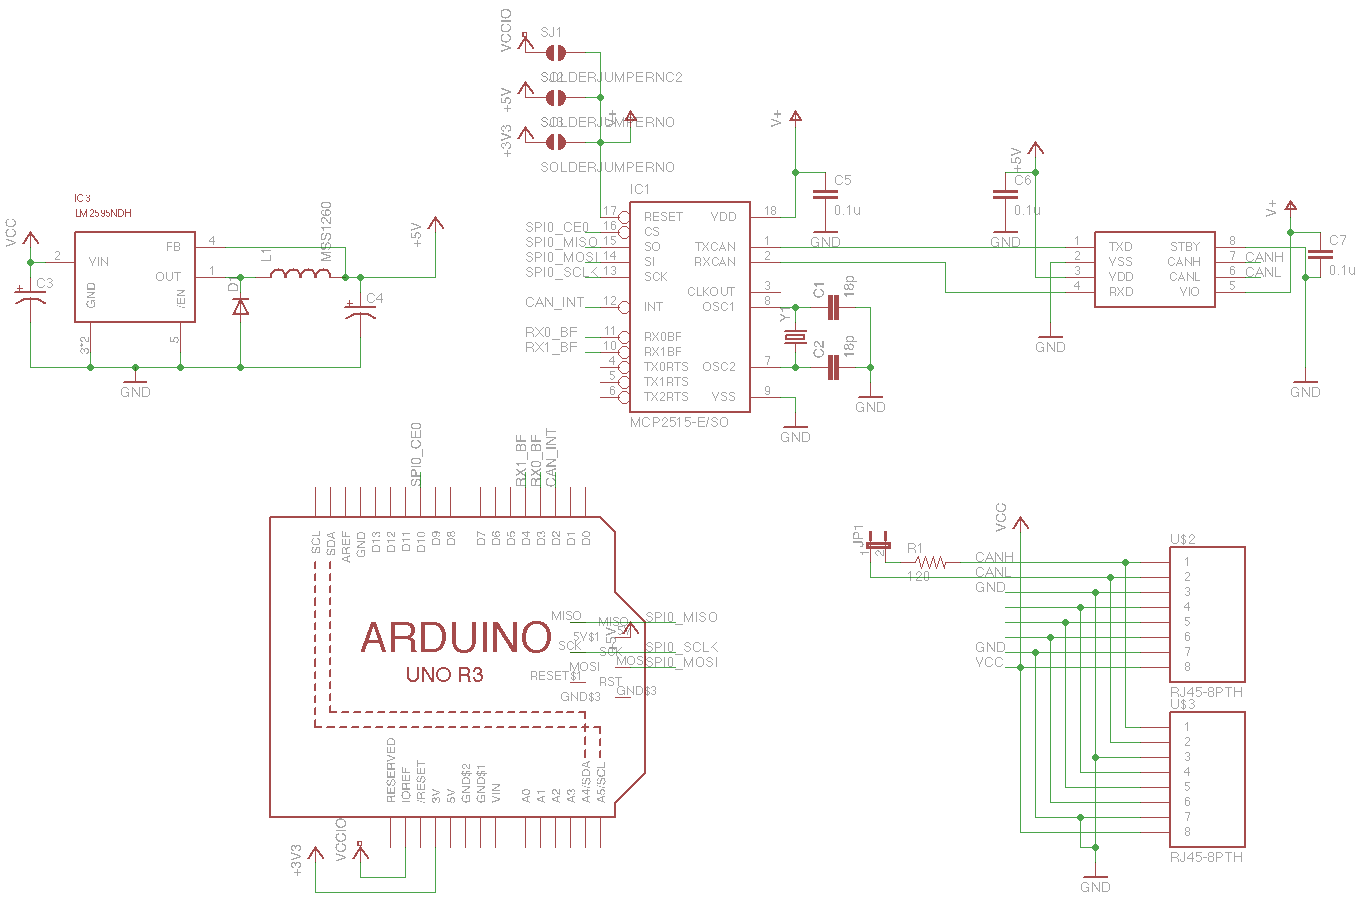 VCCIO
SJ1
SOLDERJUMPERNC2
SJ2
+5V
SOLDERJUMPERNO
V+
+3V3
SOLDERJUMPERNO
IC1
17 RESET
SPI0_CE0 16 CS
SPI0_MISO 15 SO
SPI0_MOSI 14 SI
SPI0_SCLK 13 SCK
CAN_INT 12 INT
RX0_BF 11 RX0BF
RX1_BF 10 RX1BF
4 TX0RTS
5 TX1RTS
6 TX2RTS
VDD 18
TXCAN 1
RXCAN 2
CLKOUT 3
OSC1 8
OSC2 7
VSS 9
MCP2515-E/SO
V+
C5
0.1u
GND
Y1
C1
18p
C2
18p
GND
GND
+5V
C6
0.1u
GND
1 TXD
2 VSS
3 VDD
4 RXD
STBY 8
CANH 7 CANH
CANL 6 CANL
VIO 5
GND
V+
C7
0.1u
GND
IC3
LM2595NDH
VCC
C3
2 VIN
FB 4
OUT 1
GND
/EN
3*2
5
D1
L1
MSS1260
+5V
C4
GND
SPI0_CE0
RX1_BF
RX0_BF
CAN_INT
SCL
SDA
AREF
GND
D13
D12
D11
D10
D9
D8
D7
D6
D5
D4
D3
D2
D1
D0
ARDUINO
UNO R3
MISO
MISO
SPI0_MISO
5V$1
5V
+5V
SCK
SCK
SPI0_SCLK
MOSI
MOSI
SPI0_MOSI
RESET$1
RST
GND$3
GND$3
RESERVED
IOREF
/RESET
3V
5V
GND$2
GND$1
VIN
A0
A1
A2
A3
A4/SDA
A5/SCL
+3V3
VCCIO
JP1
1
2
R1
120
VCC
CANH
CANL
GND
GND
VCC
U$2
1
2
3
4
5
6
7
8
RJ45-8PTH
U$3
1
2
3
4
5
6
7
8
RJ45-8PTH
GND